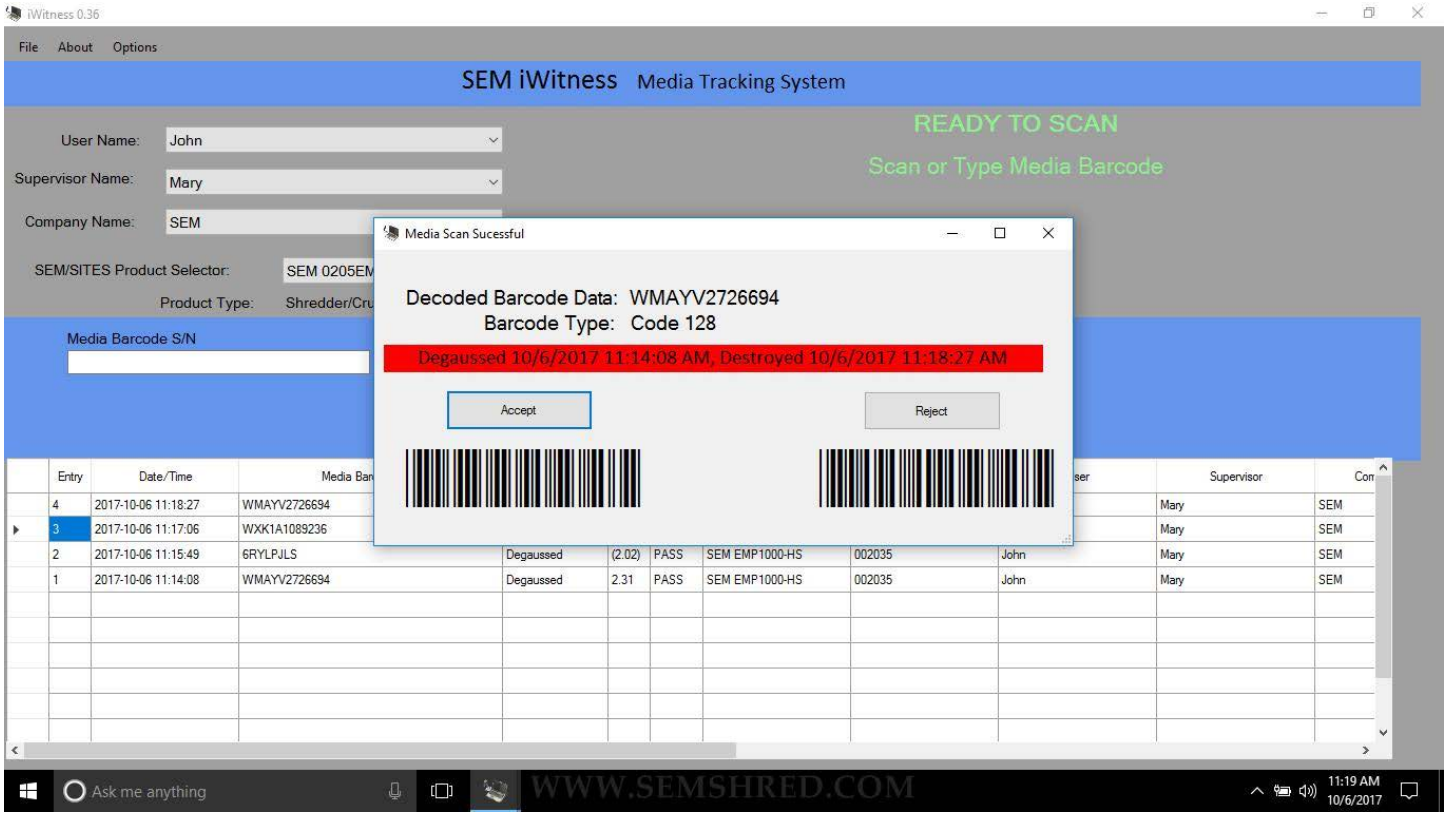 iWitness 0.36
File About Options
SEM iWitness Media Tracking System
READY TO SCAN
Scan or Type Media Barcode
User Name: John
Supervisor Name: Mary
Company Name: SEM
SEM/SITES Product Selector: SEM 0205EM
Product Type: Shredder/Cru
Media Barcode S/N
Media Scan Sucessful
Decoded Barcode Data: WMAYV2726694
Barcode Type: Code 128
Degaussed 10/6/2017 11:14:08 AM, Destroyed 10/6/2017 11:18:27 AM
Accept Reject
Entry Date/Time Media Bar ser Supervisor Com
4 2017-10-06 11:18:27 WMAYV2726694 Mary SEM
3 2017-10-06 11:17:06 WXK1A1089236 Mary SEM
2 2017-10-06 11:15:49 6RYLPJLS Degaussed (2.02) PASS SEM EMP1000-HS 002035 John Mary SEM
1 2017-10-06 11:14:08 WMAYV2726694 Degaussed 2.31 PASS SEM EMP1000-HS 002035 John Mary SEM
Ask me anything
WWW.SEMSHRED.COM
11:19 AM
10/6/2017